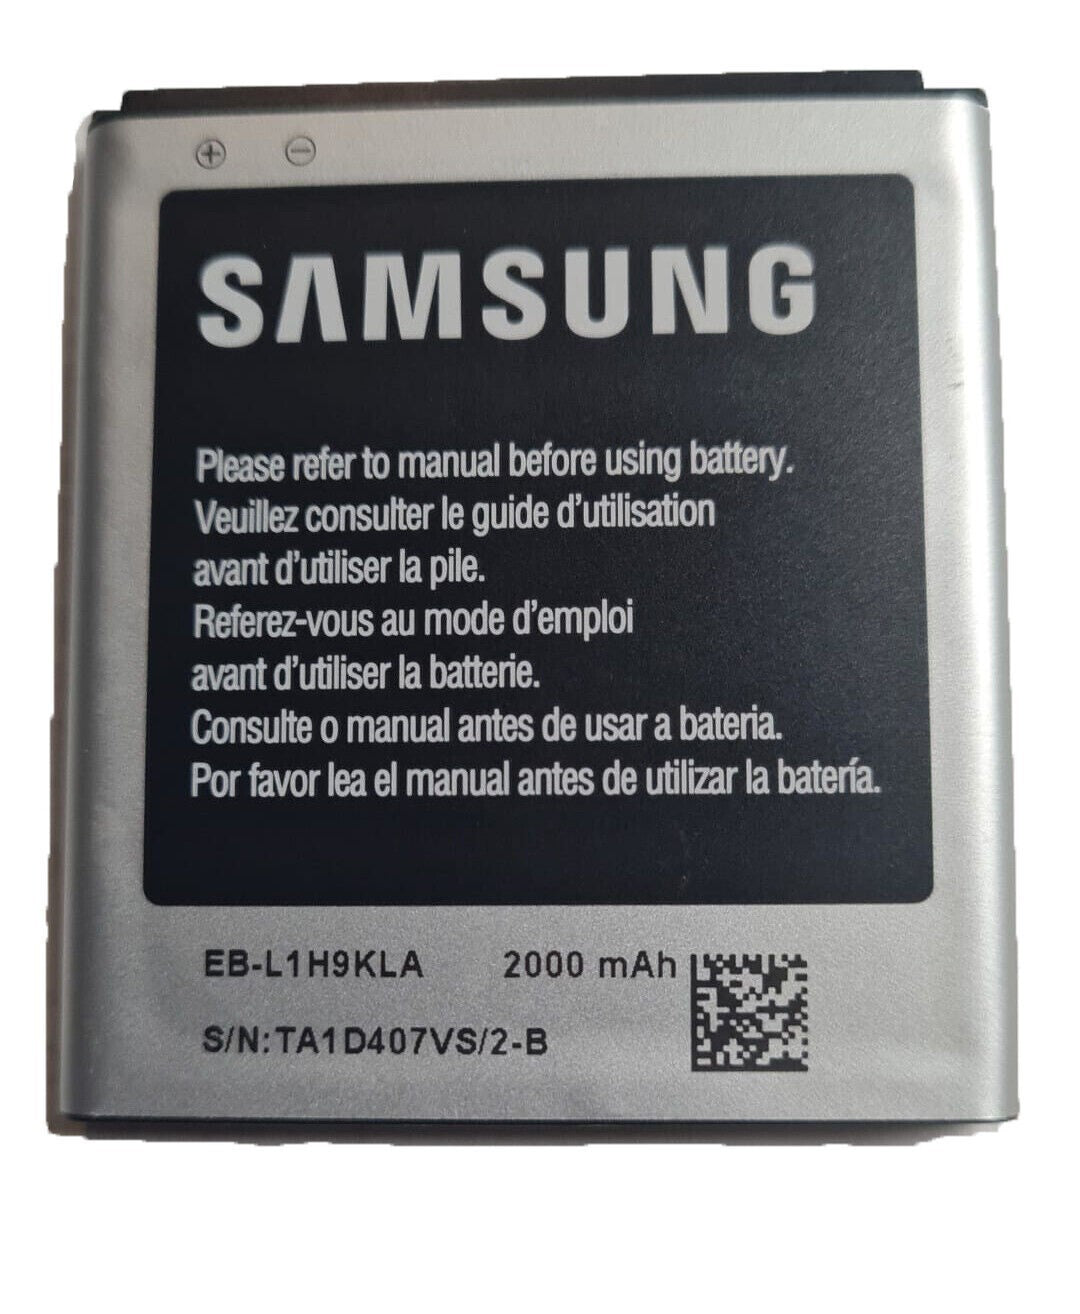 + −
SAMSUNG
Please refer to manual before using battery.
Veuillez consulter le guide d'utilisation
avant d'utiliser la pile.
Referez-vous au mode d'emploi
avant d'utiliser la batterie.
Consulte o manual antes de usar a bateria.
Por favor lea el manual antes de utilizar la batería.
EB-L1H9KLA 2000 mAh
S/N:TA1D407VS/2-B